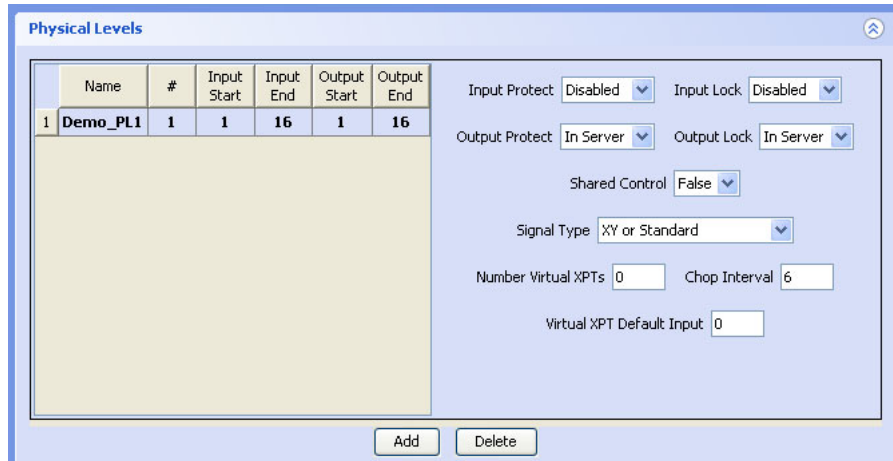 Physical Levels
Name # Input Start Input End Output Start Output End
1 Demo_PL1 1 1 16 1 16
Input Protect Disabled Input Lock Disabled
Output Protect In Server Output Lock In Server
Shared Control False
Signal Type XY or Standard
Number Virtual XPTs 0 Chop Interval 6
Virtual XPT Default Input 0
Add Delete